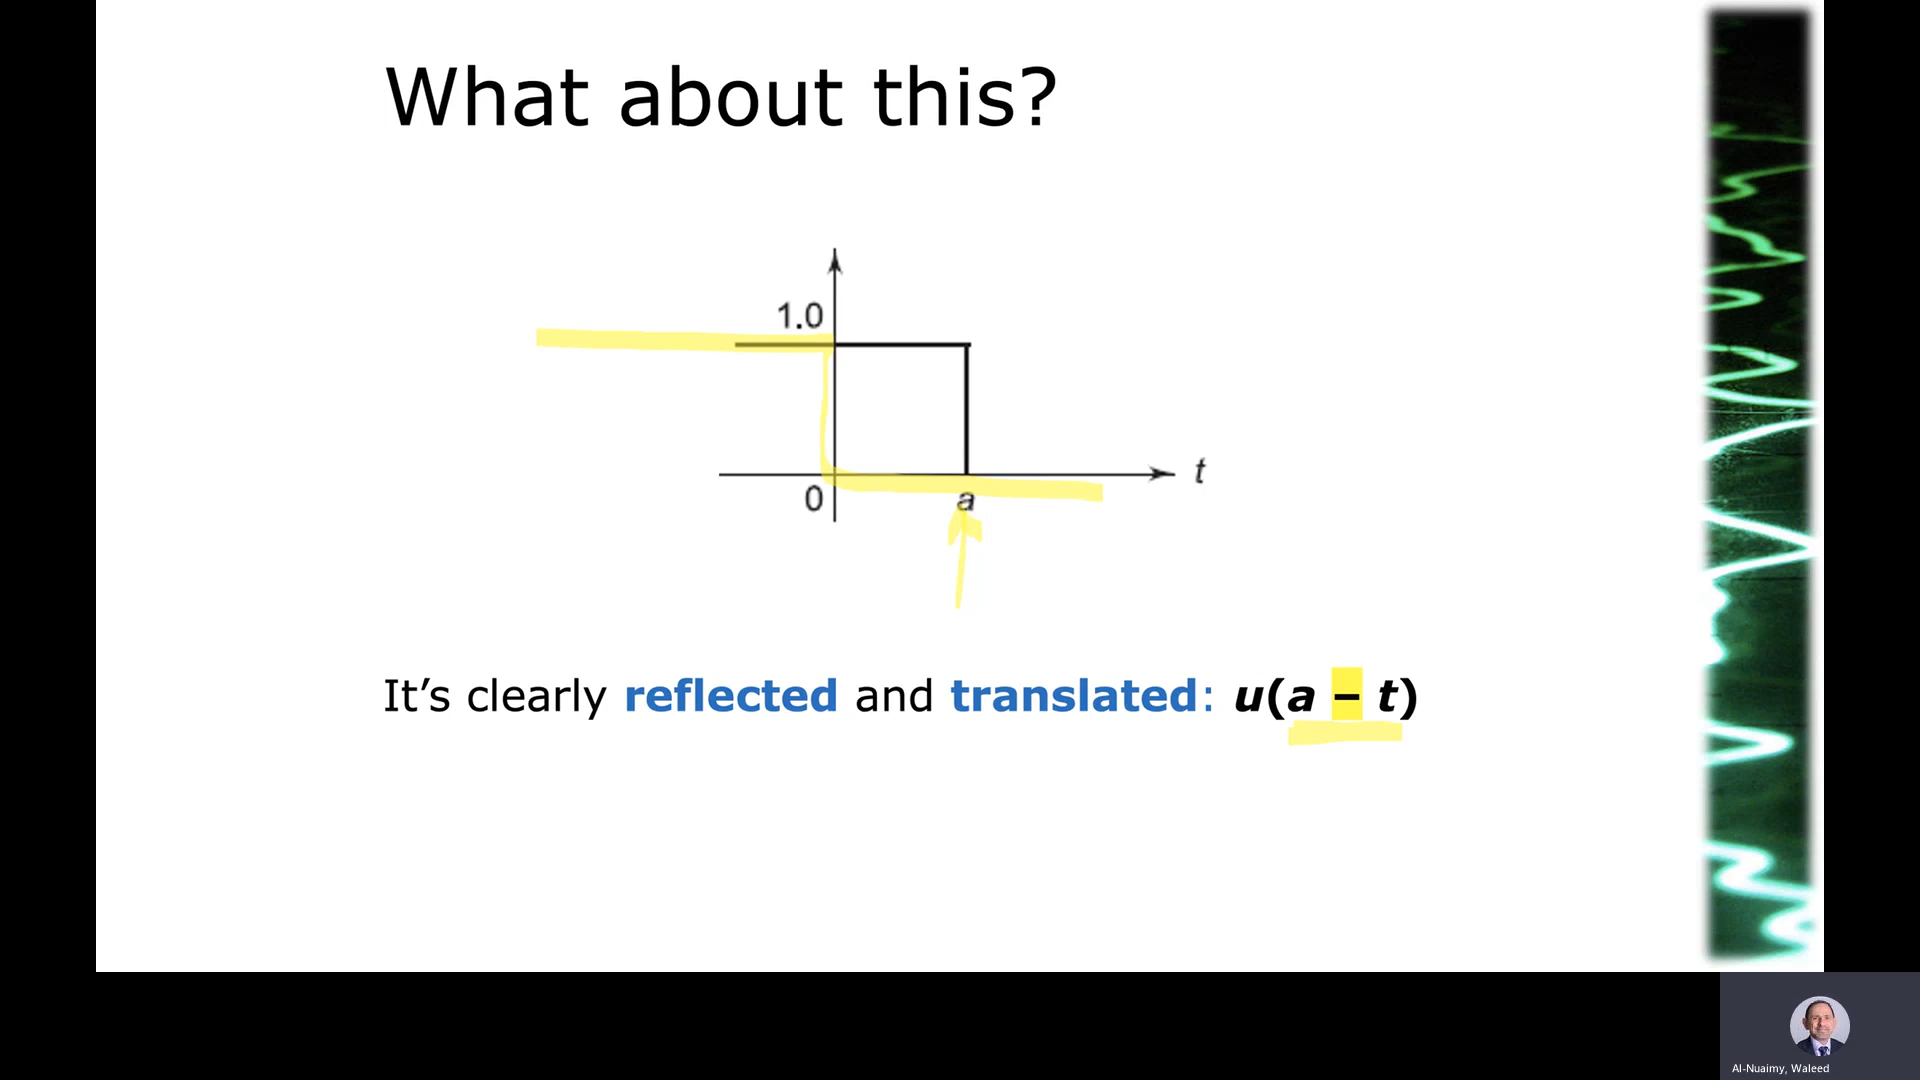 What about this?
1.0
t
0
a
It’s clearly reflected and translated: u(a – t)
Al-Nuaimy, Waleed